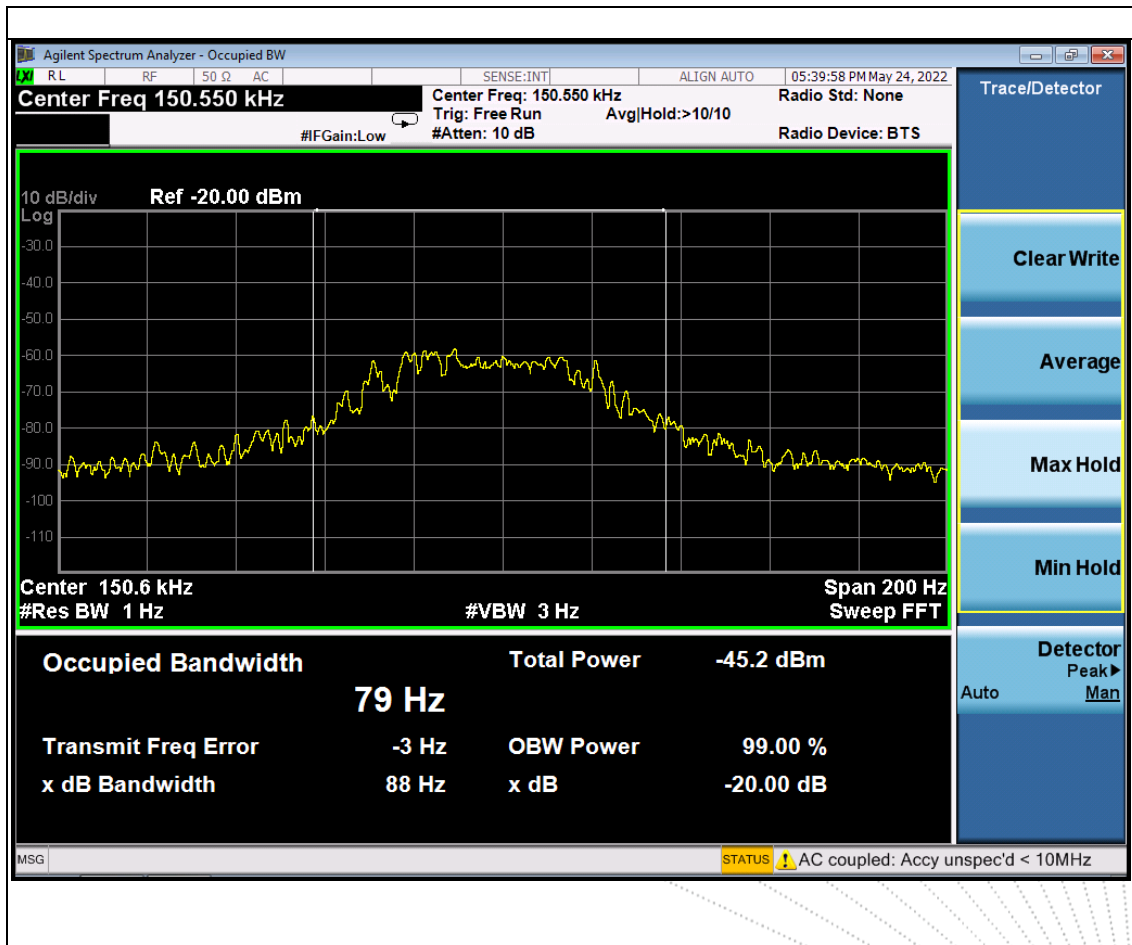 Agilent Spectrum Analyzer - Occupied BW
LXI RL RF 50 Ω AC SENSE:INT ALIGN AUTO 05:39:58 PM May 24, 2022
Center Freq 150.550 kHz Center Freq: 150.550 kHz Radio Std: None
Trig: Free Run Avg|Hold:>10/10
#IFGain:Low #Atten: 10 dB Radio Device: BTS
10 dB/div Ref -20.00 dBm
Log
-30.0
-40.0
-50.0
-60.0
-70.0
-80.0
-90.0
-100
-110
Center 150.6 kHz Span 200 Hz
#Res BW 1 Hz #VBW 3 Hz Sweep FFT
Occupied Bandwidth Total Power -45.2 dBm
79 Hz
Transmit Freq Error -3 Hz OBW Power 99.00 %
x dB Bandwidth 88 Hz x dB -20.00 dB
Trace/Detector
Clear Write
Average
Max Hold
Min Hold
Detector
Peak▶
Auto Man
MSG STATUS AC coupled: Accy unspec'd < 10MHz